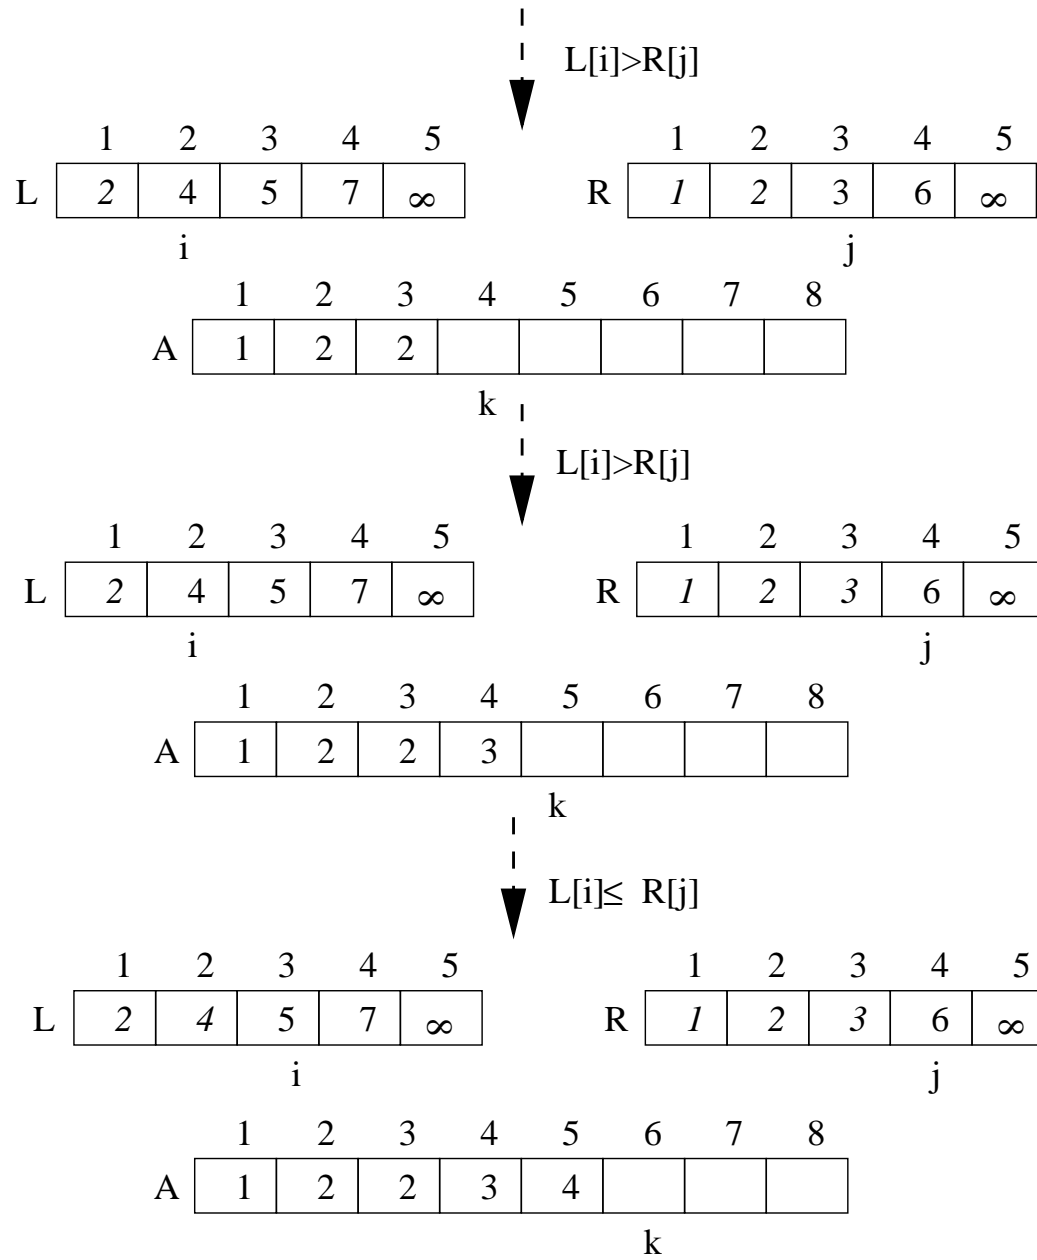 L[i]>R[j]
1 2 3 4 5 1 2 3 4 5
L 2 4 5 7 ∞ R 1 2 3 6 ∞
i j
1 2 3 4 5 6 7 8
A 1 2 2
k
L[i]>R[j]
1 2 3 4 5 1 2 3 4 5
L 2 4 5 7 ∞ R 1 2 3 6 ∞
i j
1 2 3 4 5 6 7 8
A 1 2 2 3
k
L[i]≤ R[j]
1 2 3 4 5 1 2 3 4 5
L 2 4 5 7 ∞ R 1 2 3 6 ∞
i j
1 2 3 4 5 6 7 8
A 1 2 2 3 4
k